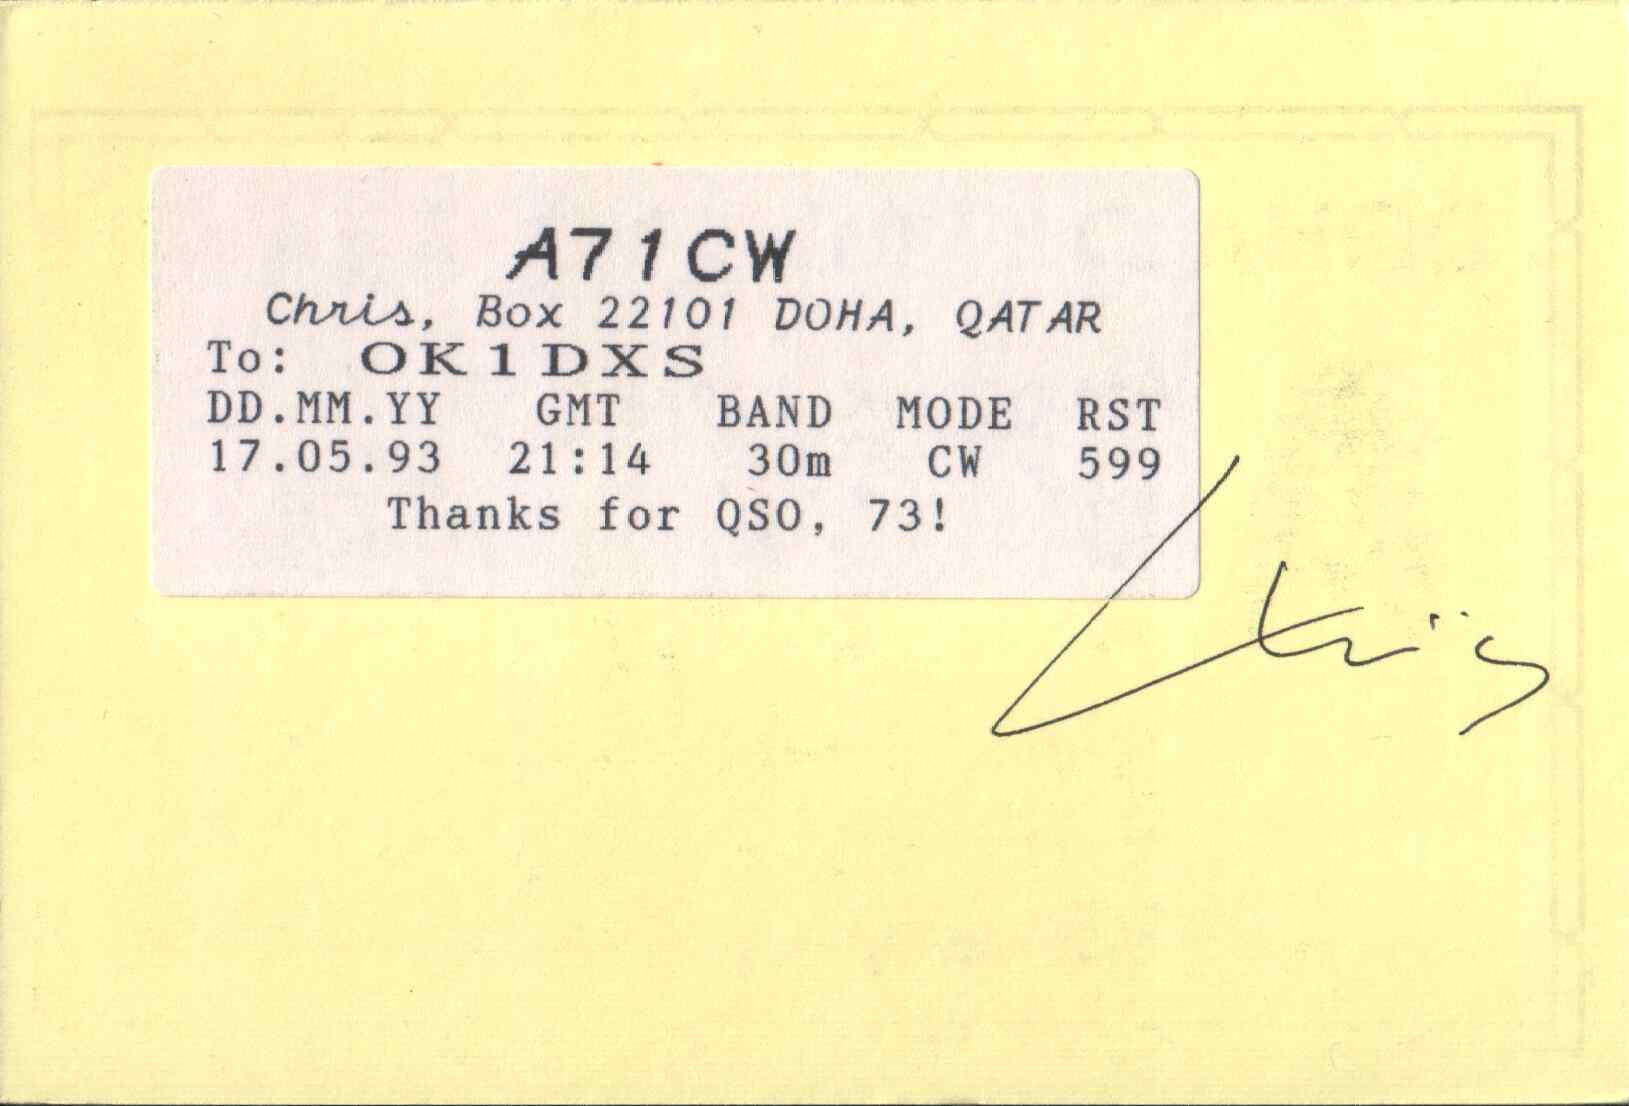 A71CW
Chris, Box 22101 DOHA, QATAR
To: OK1DXS
DD.MM.YY GMT BAND MODE RST
17.05.93 21:14 30m CW 599
Thanks for QSO, 73!
Chris